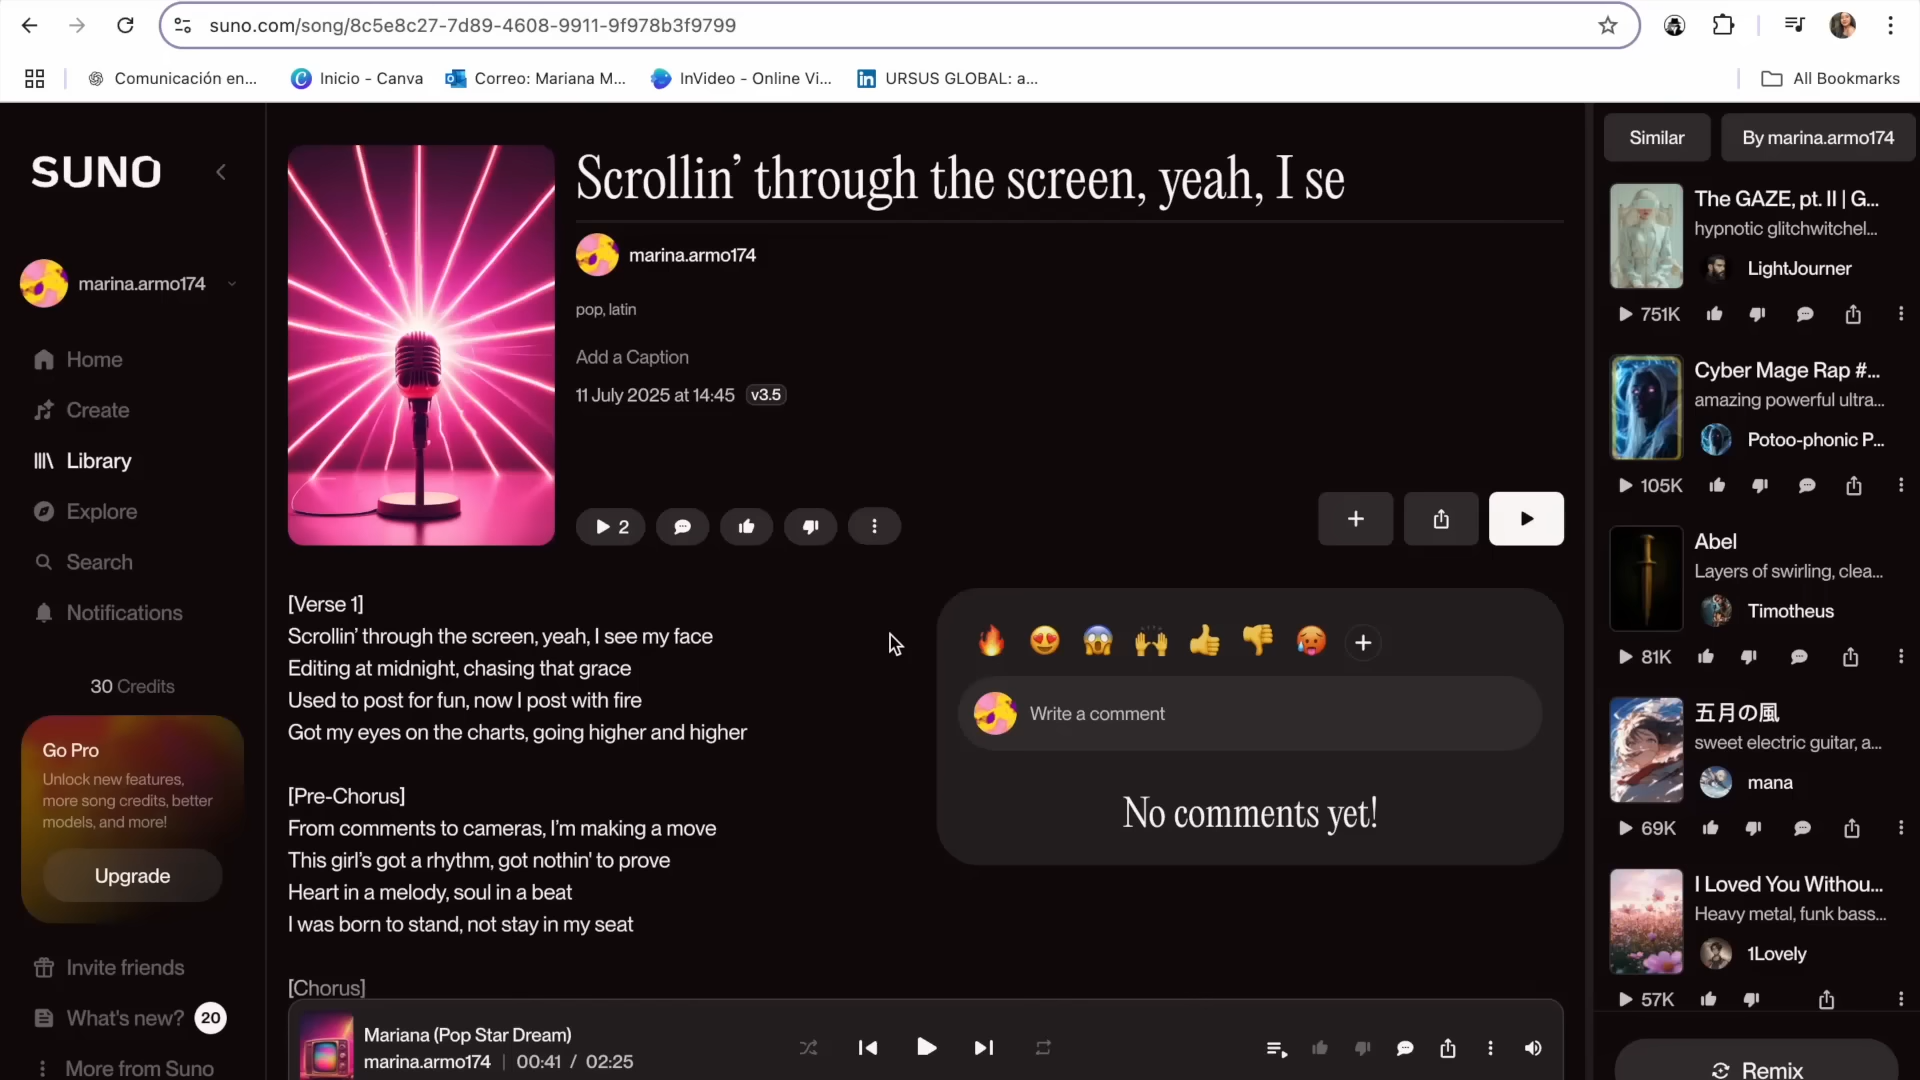 suno.com/song/8c5e8c27-7d89-4608-9911-9f978b3f9799
Comunicación en...
Inicio - Canva
Correo: Mariana M...
InVideo - Online Vi...
URSUS GLOBAL: a...
All Bookmarks
SUNO
marina.armo174
Home
Create
Library
Explore
Search
Notifications
30 Credits
Go Pro
Unlock new features,
more song credits, better
models, and more!
Upgrade
Invite friends
What's new? 20
More from Suno
Scrollin’ through the screen, yeah, I se
marina.armo174
pop, latin
Add a Caption
11 July 2025 at 14:45 v3.5
2
[Verse 1]
Scrollin’ through the screen, yeah, I see my face
Editing at midnight, chasing that grace
Used to post for fun, now I post with fire
Got my eyes on the charts, going higher and higher
[Pre-Chorus]
From comments to cameras, I’m making a move
This girl’s got a rhythm, got nothin' to prove
Heart in a melody, soul in a beat
I was born to stand, not stay in my seat
[Chorus]
Write a comment
No comments yet!
Mariana (Pop Star Dream)
marina.armo174 | 00:41 / 02:25
Similar
By marina.armo174
The GAZE, pt. II | G...
hypnotic glitchwitchel...
LightJourner
751K
Cyber Mage Rap #...
amazing powerful ultra...
Potoo-phonic P...
105K
Abel
Layers of swirling, clea...
Timotheus
81K
五月の風
sweet electric guitar, a...
mana
69K
I Loved You Withou...
Heavy metal, funk bass...
1Lovely
57K
Remix